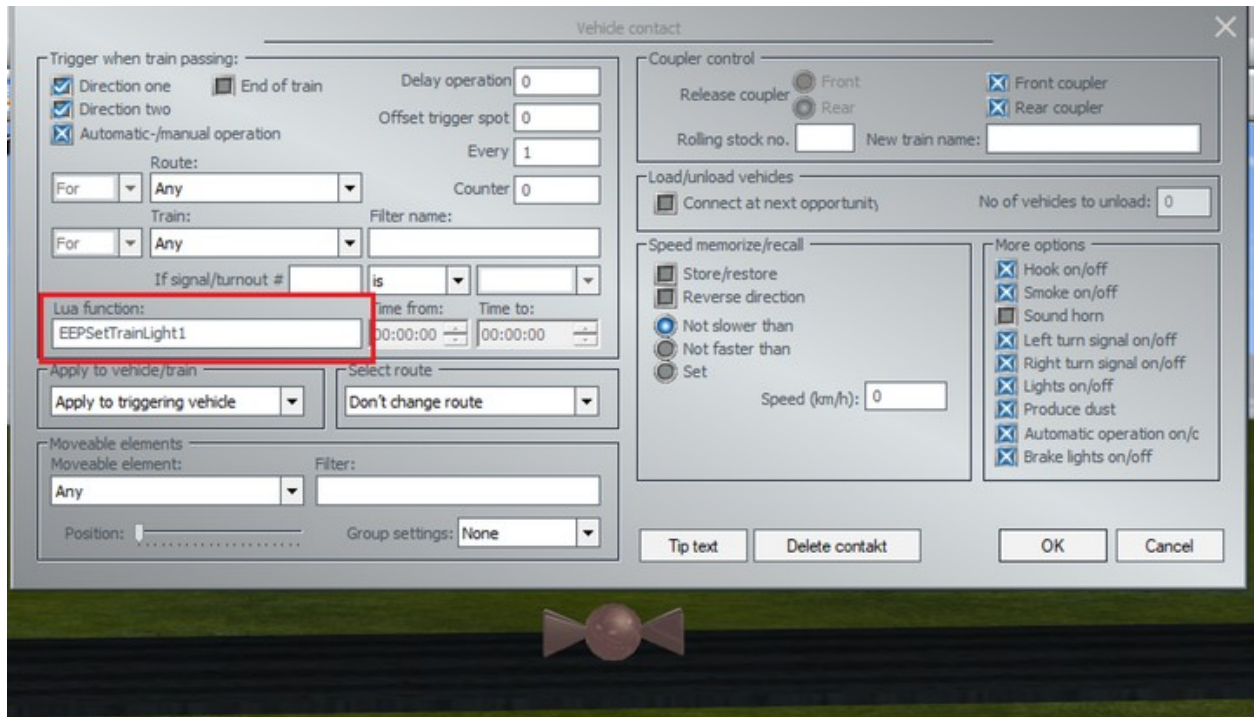 Vehicle contact
Trigger when train passing:
Direction one
End of train
Delay operation 0
Direction two
Offset trigger spot 0
Automatic-/manual operation
Every 1
Route:
For Any
Counter 0
Train:
Filter name:
For Any
If signal/turnout # is
Lua function:
Time from:
Time to:
EEPSetTrainLight1
00:00:00
00:00:00
Apply to vehicle/train
Apply to triggering vehicle
Select route
Don't change route
Moveable elements
Moveable element:
Filter:
Any
Position:
Group settings: None
Coupler control
Release coupler
Front
Rear
Front coupler
Rear coupler
Rolling stock no.
New train name:
Load/unload vehicles
Connect at next opportunity
No of vehicles to unload: 0
Speed memorize/recall
Store/restore
Reverse direction
Not slower than
Not faster than
Set
Speed (km/h): 0
More options
Hook on/off
Smoke on/off
Sound horn
Left turn signal on/off
Right turn signal on/off
Lights on/off
Produce dust
Automatic operation on/c
Brake lights on/off
Tip text
Delete contakt
OK
Cancel